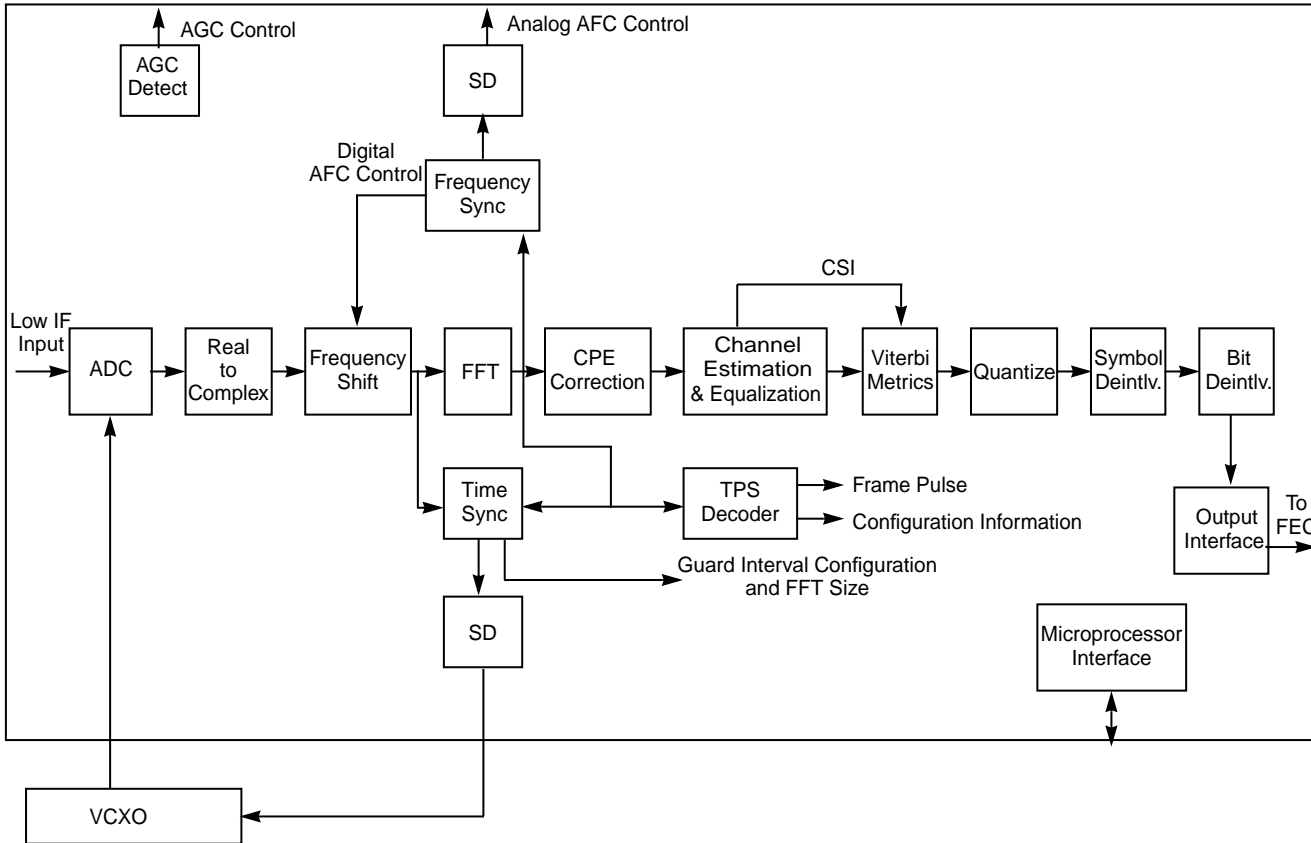 AGC Control
Analog AFC Control
AGC
Detect
SD
Digital
AFC Control
Frequency
Sync
CSI
Low IF
Input
ADC
Real
to
Complex
Frequency
Shift
FFT
CPE
Correction
Channel
Estimation
& Equalization
Viterbi
Metrics
Quantize
Symbol
Deintlv.
Bit
Deintlv.
Time
Sync
TPS
Decoder
Frame Pulse
Configuration Information
Output
Interface
To
FEC
Guard Interval Configuration
and FFT Size
SD
Microprocessor
Interface
VCXO